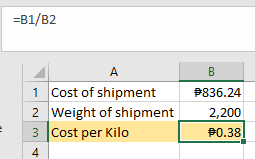 =B1/B2
A B
1 Cost of shipment ₱836.24
2 Weight of shipment 2,200
3 Cost per Kilo ₱0.38
4